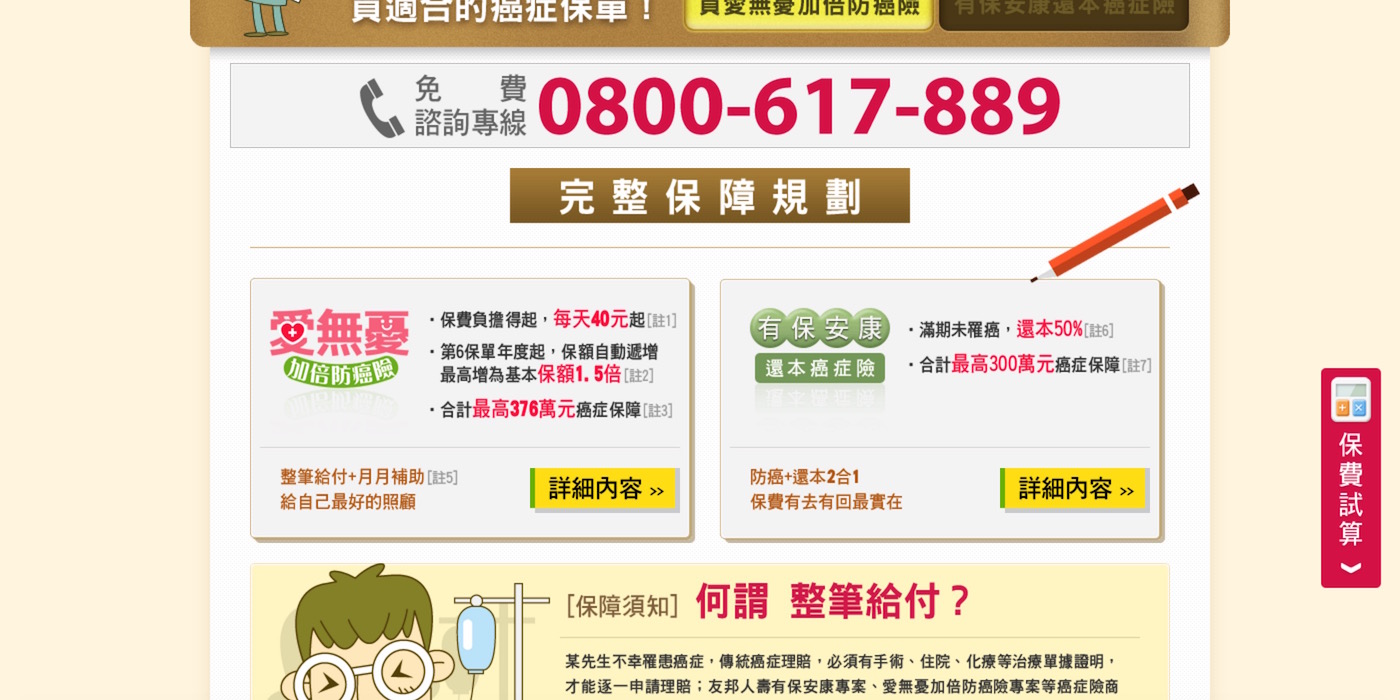 買適合的癌症保單！
買愛無憂加倍防癌險
有保安康還本癌症險
免費
諮詢專線
0800-617-889
完整保障規劃
愛無憂
加倍防癌險
・保費負擔得起，每天40元起[註1]
・第6保單年度起，保額自動遞增
最高增為基本保額1.5倍[註2]
・合計最高376萬元癌症保障[註3]
整筆給付+月月補助[註5]
給自己最好的照顧
詳細內容 »
有保安康
還本癌症險
・滿期未罹癌，還本50%[註6]
・合計最高300萬元癌症保障[註7]
防癌+還本2合1
保費有去有回最實在
詳細內容 »
保費試算
[保障須知] 何謂 整筆給付？
某先生不幸罹患癌症，傳統癌症理賠，必須有手術、住院、化療等治療單據證明，
才能逐一申請理賠；友邦人壽有保安康專案、愛無憂加倍防癌險專案等癌症險商